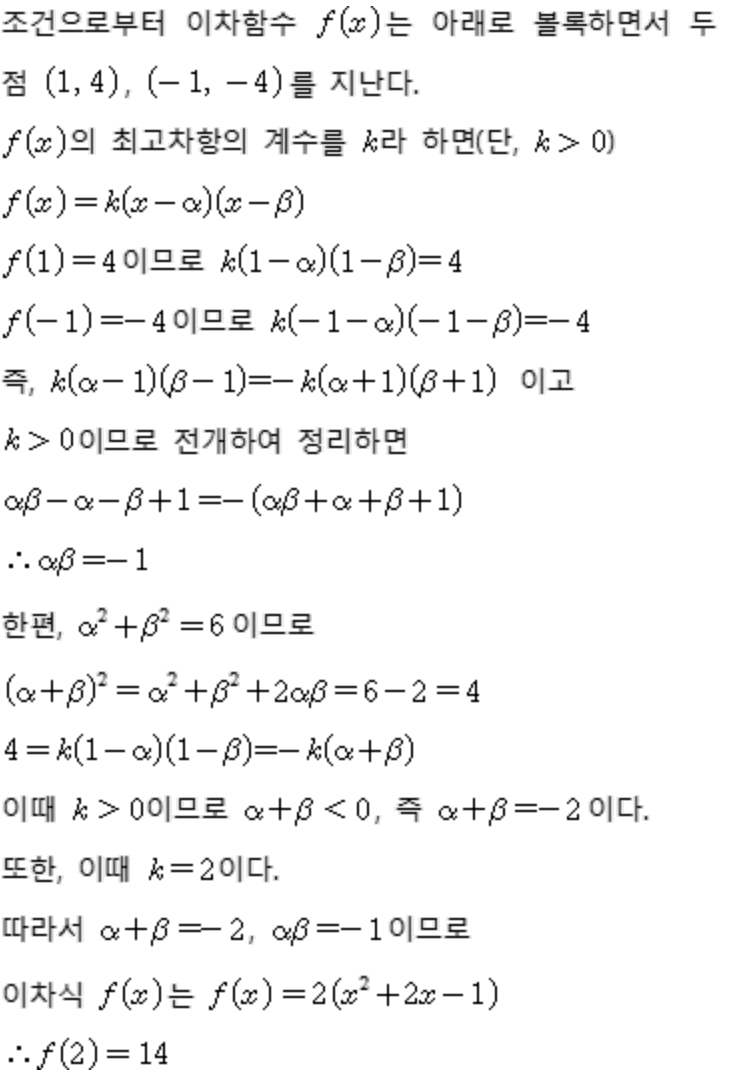 조건으로부터 이차함수 f(x)는 아래로 볼록하면서 두
점 (1, 4), (−1, −4)를 지난다.
f(x)의 최고차항의 계수를 k라 하면(단, k > 0)
f(x) = k(x−α)(x−β)
f(1) = 4이므로 k(1−α)(1−β)=4
f(−1)=−4이므로 k(−1−α)(−1−β)=−4
즉, k(α−1)(β−1)=−k(α+1)(β+1) 이고
k > 0이므로 전개하여 정리하면
αβ−α−β+1=−(αβ+α+β+1)
∴ αβ=−1
한편, α²+β²=6이므로
(α+β)²=α²+β²+2αβ=6−2=4
4=k(1−α)(1−β)=−k(α+β)
이때 k > 0이므로 α+β < 0, 즉 α+β=−2이다.
또한, 이때 k=2이다.
따라서 α+β=−2, αβ=−1이므로
이차식 f(x)는 f(x)=2(x²+2x−1)
∴ f(2)=14